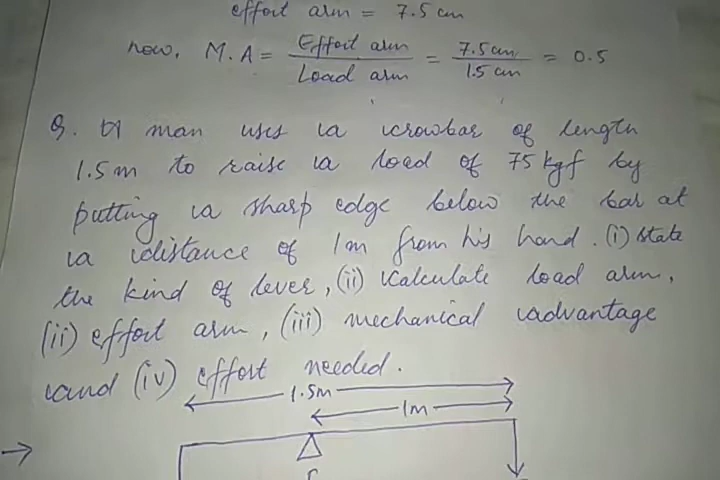 effort arm = 7.5 cm
now, M.A = Effort arm / Load arm = 7.5 cm / 1.5 cm = 0.5
Q. A man uses a crowbar of length
1.5 m to raise a load of 75 kgf by
putting a sharp edge below the bar at
a distance of 1m from his hand. (i) state
the kind of lever, (ii) calculate load arm,
(ii) effort arm, (iii) mechanical advantage
and (iv) effort needed.
1.5m
1m